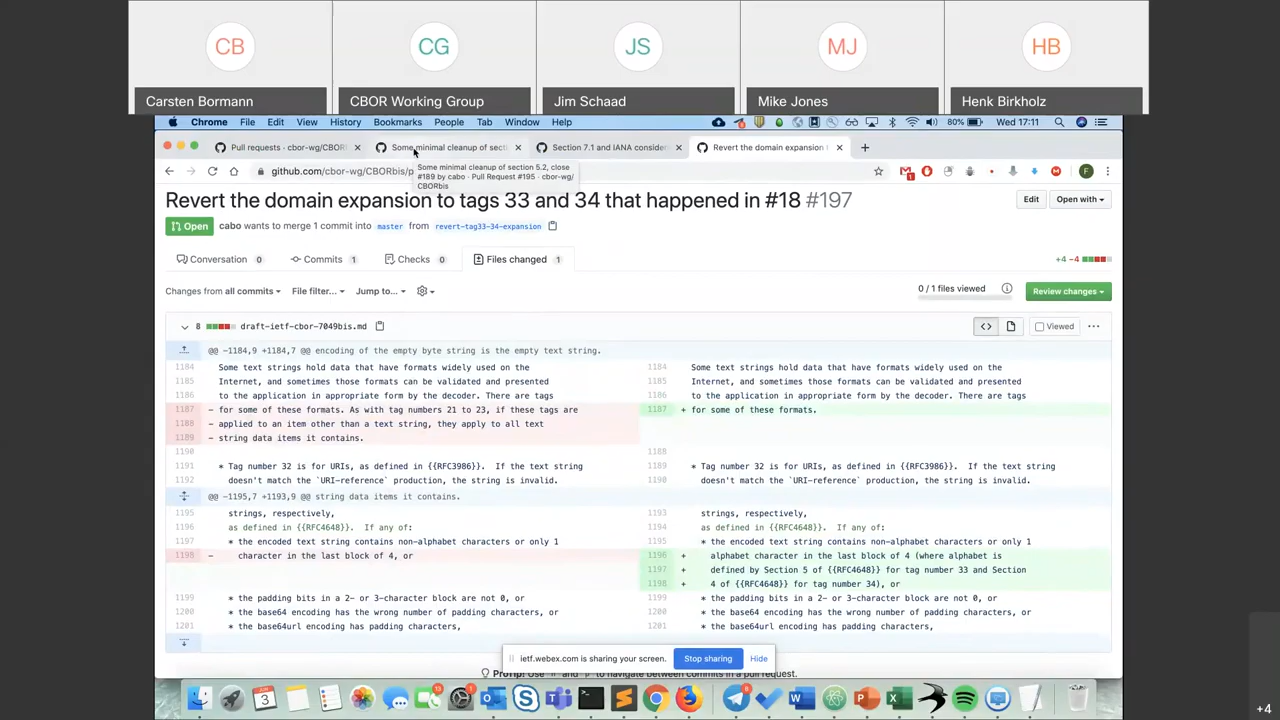 CB
CG
JS
MJ
HB
Carsten Bormann
CBOR Working Group
Jim Schaad
Mike Jones
Henk Birkholz
Chrome File Edit View History Bookmarks People Tab Window Help
80%
Wed 17:11
Pull requests · cbor-wg/CBORl
Some minimal cleanup of secti
Section 7.1 and IANA consider
Revert the domain expansion t
github.com/cbor-wg/CBORbis/p
Some minimal cleanup of section 5.2, close
#189 by cabo · Pull Request #195 · cbor-wg/
CBORbis
Revert the domain expansion to tags 33 and 34 that happened in #18 #197
Edit
Open with
Open
cabo wants to merge 1 commit into master from revert-tag33-34-expansion
Conversation 0
Commits 1
Checks 0
Files changed 1
+4 −4
Changes from all commits
File filter...
Jump to...
0 / 1 files viewed
Review changes
8 draft-ietf-cbor-7049bis.md
Viewed
@@ -1184,9 +1184,7 @@ encoding of the empty byte string is the empty text string.
1184 Some text strings hold data that have formats widely used on the
1185 Internet, and sometimes those formats can be validated and presented
1186 to the application in appropriate form by the decoder. There are tags
1187 - for some of these formats. As with tag numbers 21 to 23, if these tags are
1188 - applied to an item other than a text string, they apply to all text
1189 - string data items it contains.
1190
1191 * Tag number 32 is for URIs, as defined in {{RFC3986}}. If the text string
1192 doesn't match the `URI-reference` production, the string is invalid.
1184 Some text strings hold data that have formats widely used on the
1185 Internet, and sometimes those formats can be validated and presented
1186 to the application in appropriate form by the decoder. There are tags
1187 + for some of these formats.
1188
1189 * Tag number 32 is for URIs, as defined in {{RFC3986}}. If the text string
1190 doesn't match the `URI-reference` production, the string is invalid.
@@ -1195,7 +1193,9 @@ string data items it contains.
1195 strings, respectively,
1196 as defined in {{RFC4648}}. If any of:
1197 * the encoded text string contains non-alphabet characters or only 1
1198 - character in the last block of 4, or
1199 * the padding bits in a 2- or 3-character block are not 0, or
1200 * the base64 encoding has the wrong number of padding characters, or
1201 * the base64url encoding has padding characters,
1193 strings, respectively,
1194 as defined in {{RFC4648}}. If any of:
1195 * the encoded text string contains non-alphabet characters or only 1
1196 + alphabet character in the last block of 4 (where alphabet is
1197 + defined by Section 5 of {{RFC4648}} for tag number 33 and Section
1198 + 4 of {{RFC4648}} for tag number 34), or
1199 * the padding bits in a 2- or 3-character block are not 0, or
1200 * the base64 encoding has the wrong number of padding characters, or
1201 * the base64url encoding has padding characters,
ietf.webex.com is sharing your screen.
Stop sharing
Hide
ProTip! Use
to navigate between commits in a pull request.
+4